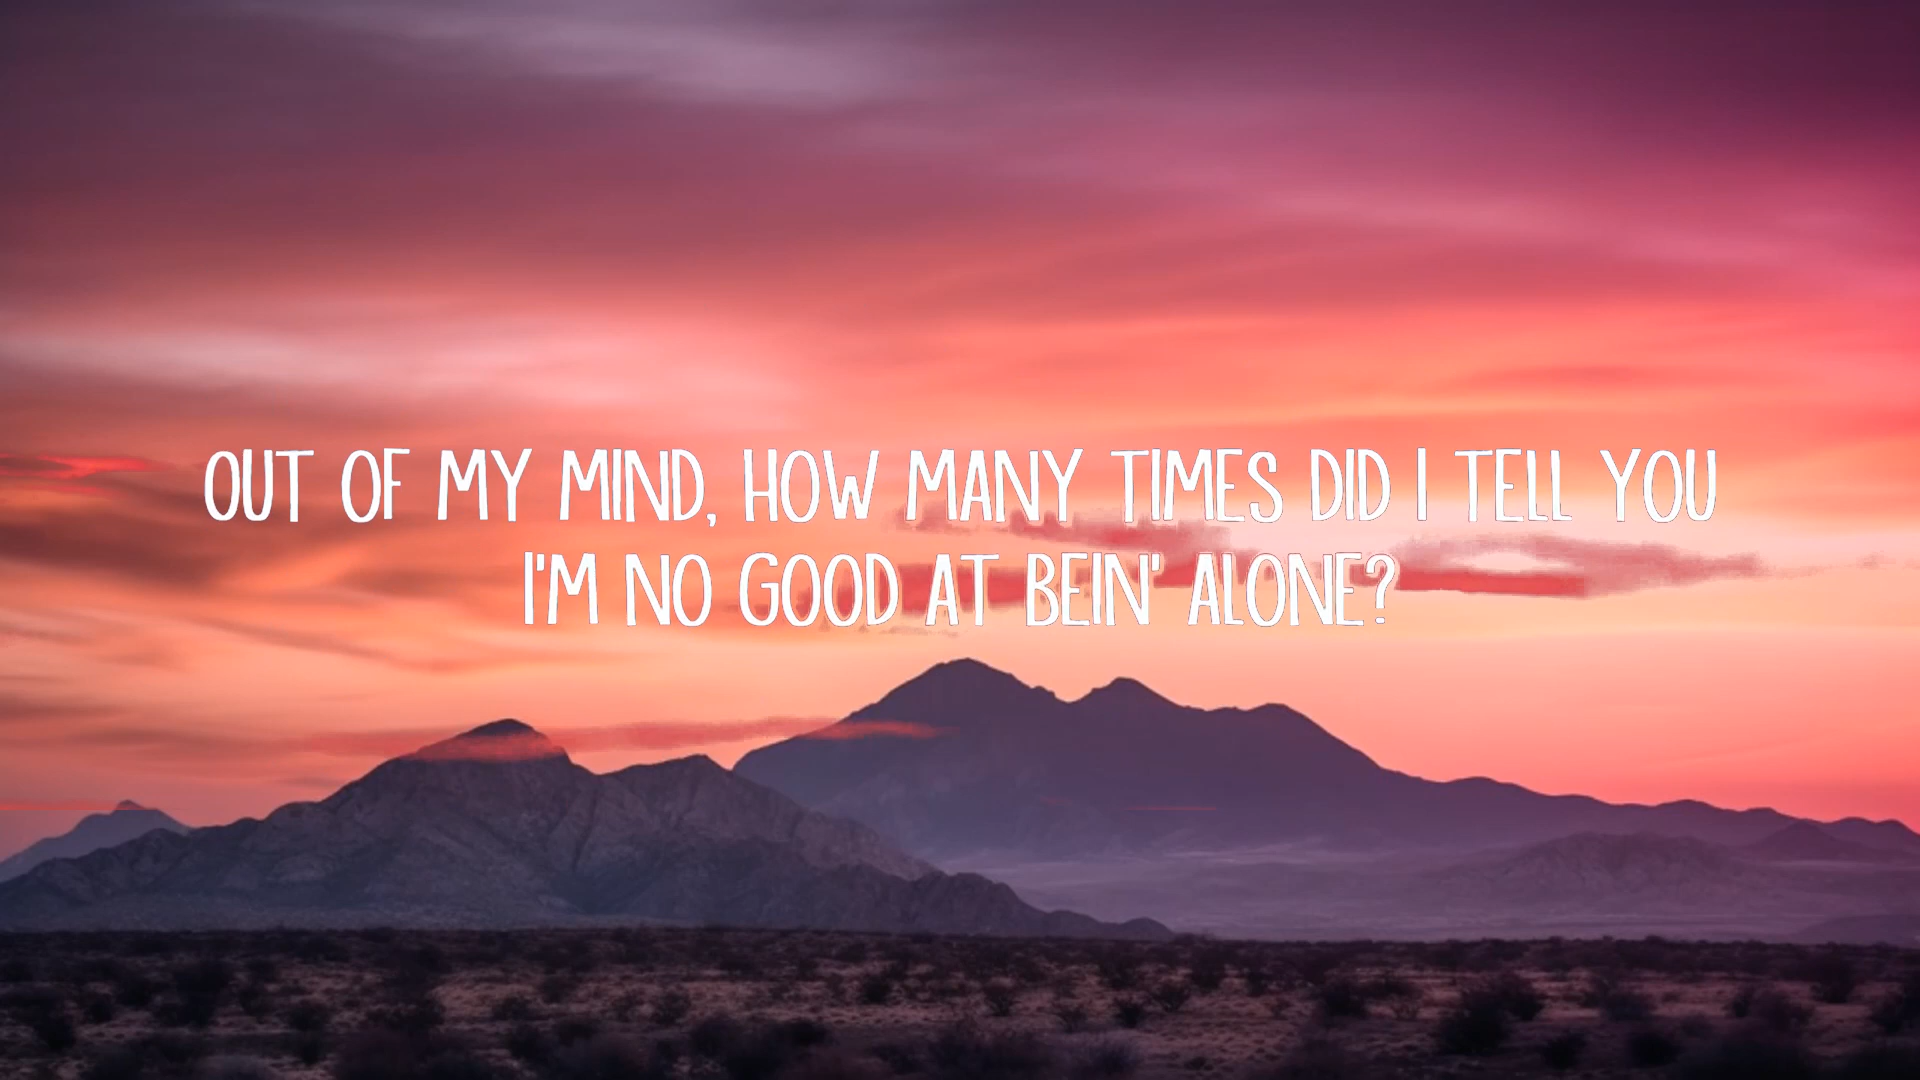 OUT OF MY MIND, HOW MANY TIMES DID I TELL YOU
I'M NO GOOD AT BEIN' ALONE?